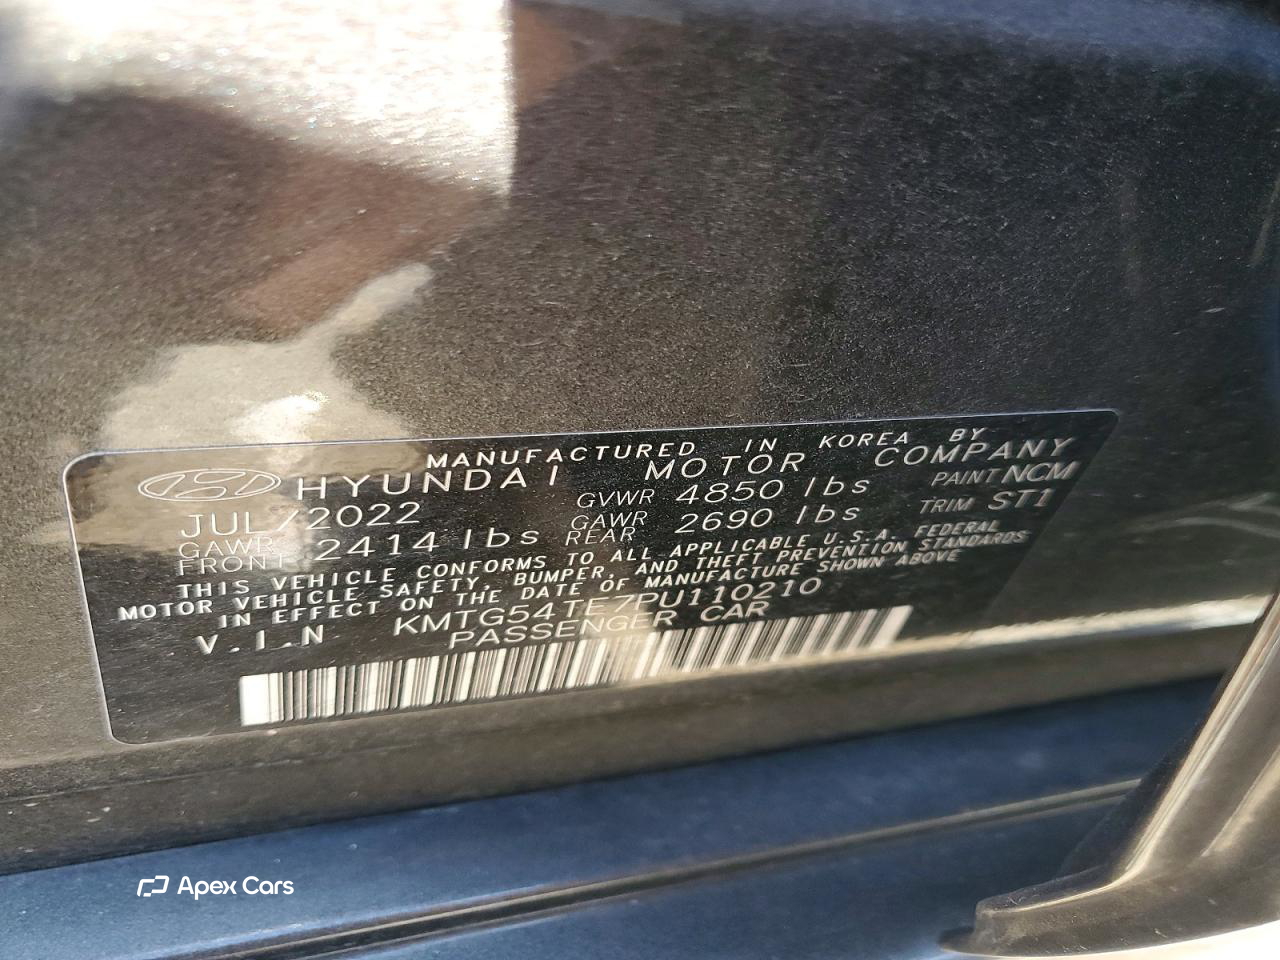 MANUFACTURED IN KOREA BY
HYUNDAI MOTOR COMPANY
JUL/2022 GVWR 4850 lbs PAINT NCM
GAWR FRONT 2414 lbs GAWR REAR 2690 lbs TRIM ST1
THIS VEHICLE CONFORMS TO ALL APPLICABLE U.S.A. FEDERAL
MOTOR VEHICLE SAFETY, BUMPER, AND THEFT PREVENTION STANDARDS
IN EFFECT ON THE DATE OF MANUFACTURE SHOWN ABOVE
V.I.N KMTG54TE7PU110210
PASSENGER CAR
Apex Cars